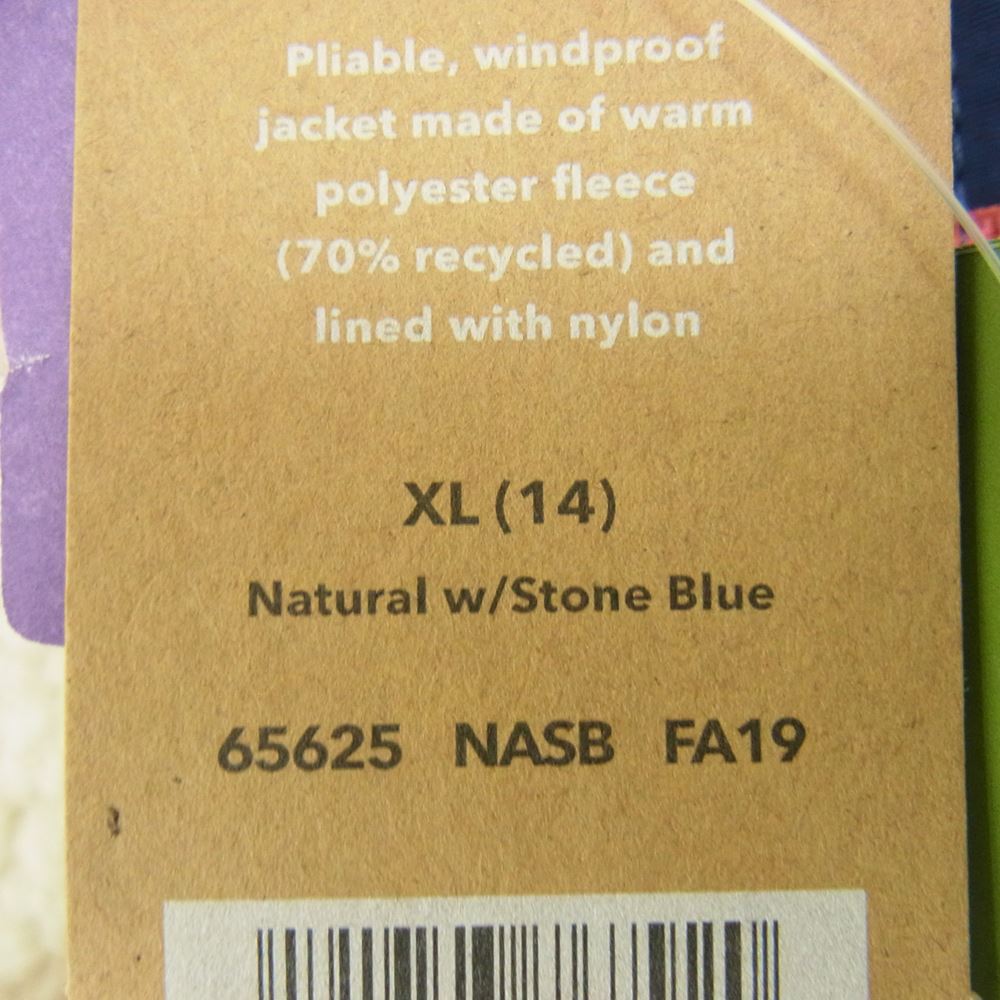 Pliable, windproof
jacket made of warm
polyester fleece
(70% recycled) and
lined with nylon
XL (14)
Natural w/Stone Blue
65625 NASB FA19